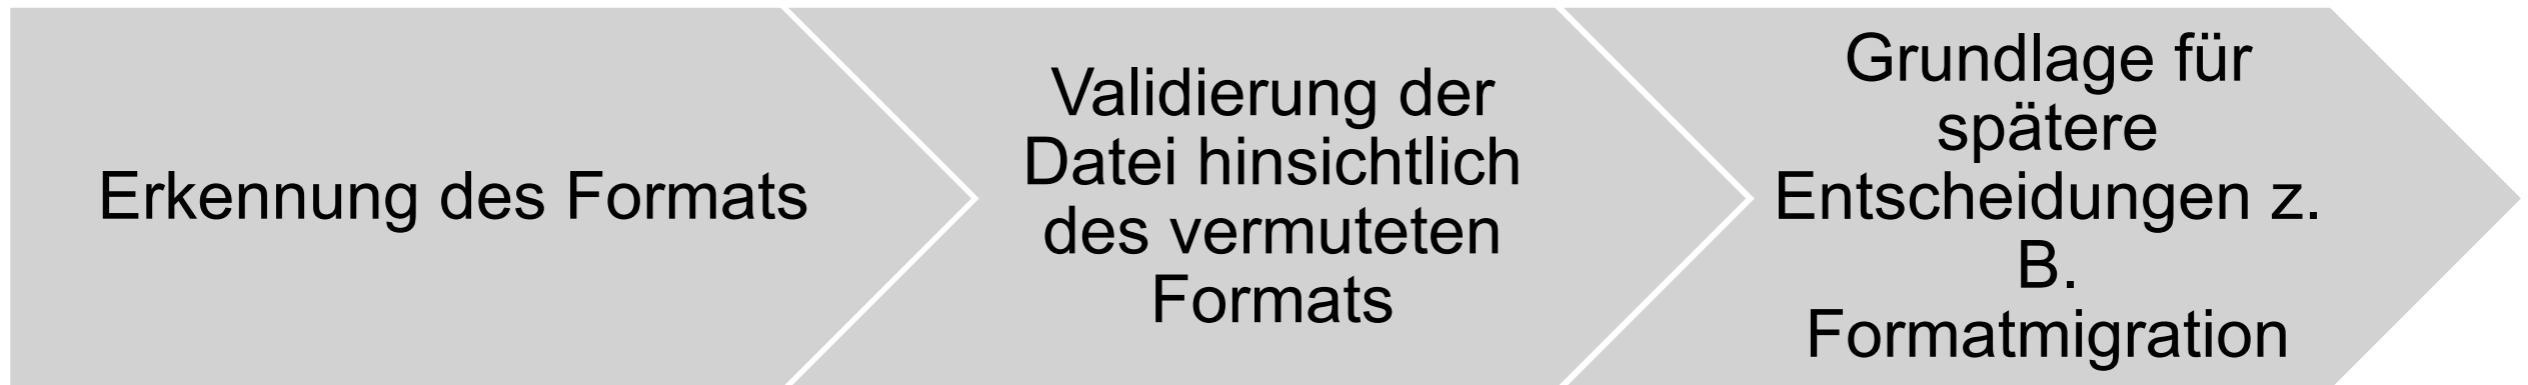 Erkennung des Formats
Validierung der
Datei hinsichtlich
des vermuteten
Formats
Grundlage für
spätere
Entscheidungen z.
B.
Formatmigration